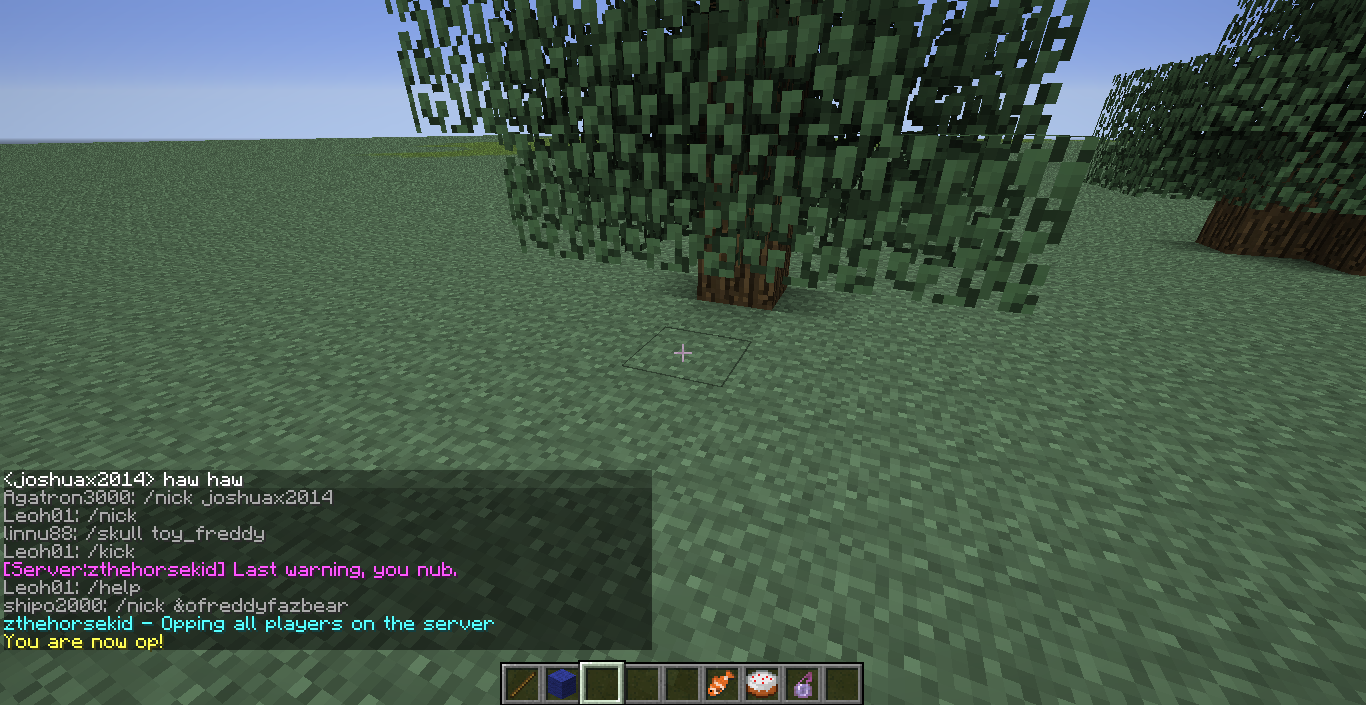 <joshuax2014> haw haw
Agatron3000: /nick joshuax2014
Leoh01: /nick
linnu88: /skull toy_freddy
Leoh01: /kick
[Server:zthehorsekid] Last warning, you nub.
Leoh01: /help
shipo2000: /nick &ofreddyfazbear
zthehorsekid - Opping all players on the server
You are now op!